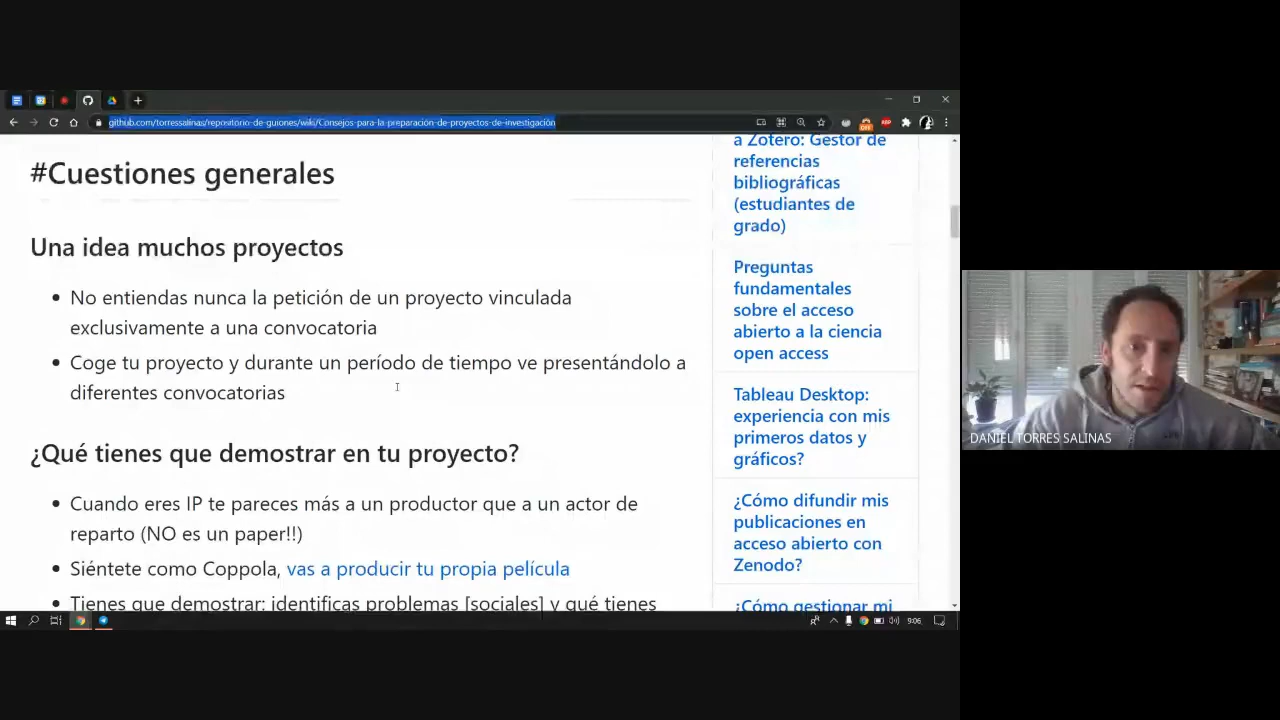 github.com/torressalinas/repositorio-de-guiones/wiki/Consejos-para-la-preparación-de-proyectos-de-investigación
#Cuestiones generales
Una idea muchos proyectos
• No entiendas nunca la petición de un proyecto vinculada
exclusivamente a una convocatoria
• Coge tu proyecto y durante un período de tiempo ve presentándolo a
diferentes convocatorias
¿Qué tienes que demostrar en tu proyecto?
• Cuando eres IP te pareces más a un productor que a un actor de
reparto (NO es un paper!!)
• Siéntete como Coppola, vas a producir tu propia película
• Tienes que demostrar: identificas problemas [sociales] y qué tienes
a Zotero: Gestor de
referencias
bibliográficas
(estudiantes de
grado)
Preguntas
fundamentales
sobre el acceso
abierto a la ciencia
open access
Tableau Desktop:
experiencia con mis
primeros datos y
gráficos?
¿Cómo difundir mis
publicaciones en
acceso abierto con
Zenodo?
¿Cómo gestionar mi
DANIEL TORRES SALINAS
9:06